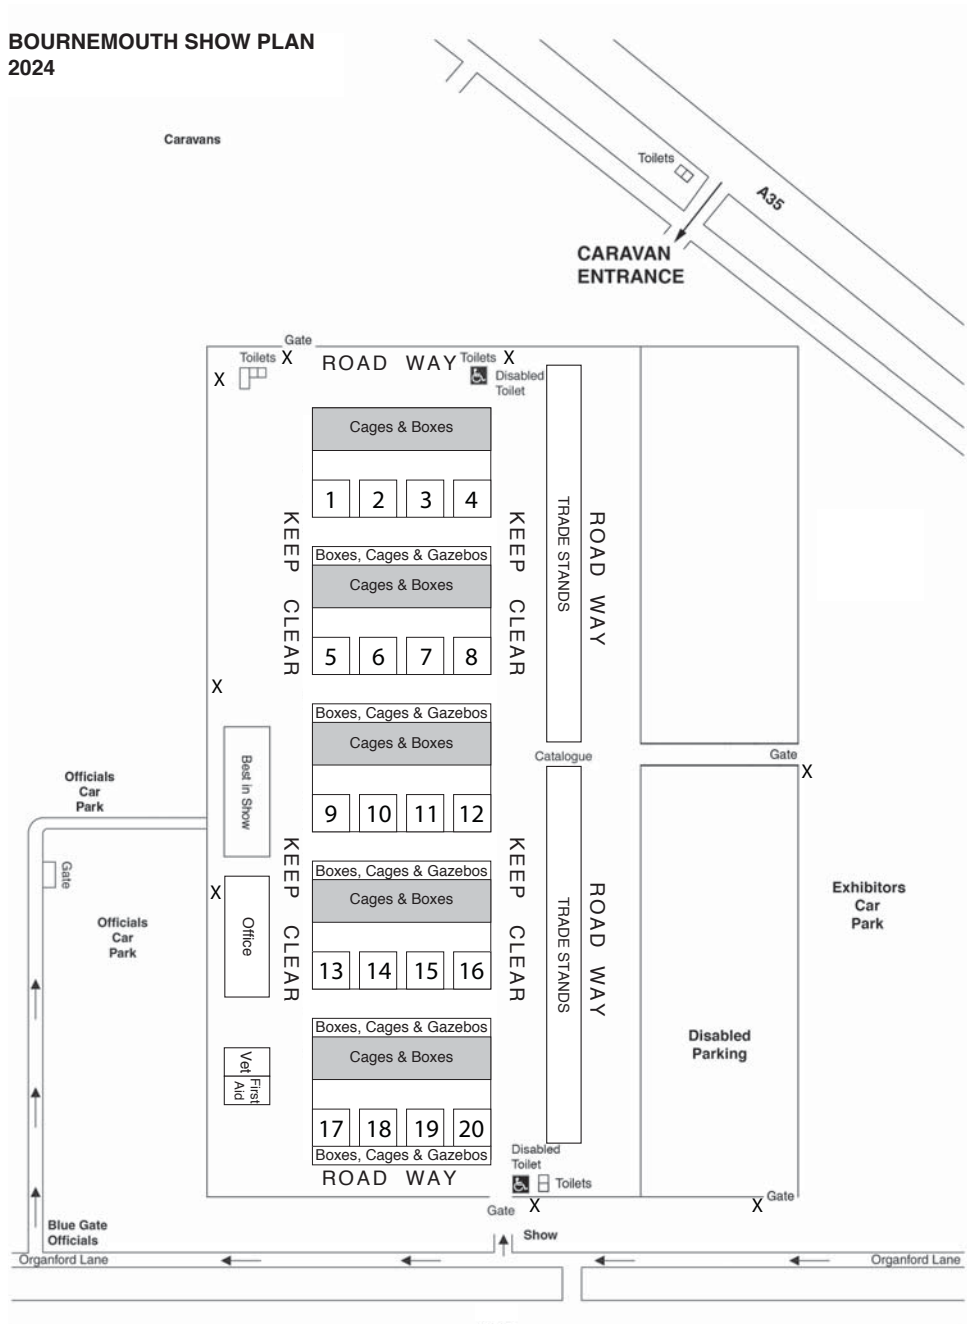 BOURNEMOUTH SHOW PLAN
2024
Caravans
Toilets
A35
CARAVAN
ENTRANCE
Gate
Toilets X
ROAD WAY
Toilets X
X
Disabled
Toilet
Cages & Boxes
1 2 3 4
KEEP CLEAR
KEEP CLEAR
TRADE STANDS
ROAD WAY
Boxes, Cages & Gazebos
Cages & Boxes
5 6 7 8
X
Boxes, Cages & Gazebos
Cages & Boxes
Best in Show
Catalogue
Gate
X
Officials
Car
Park
9 10 11 12
KEEP CLEAR
KEEP CLEAR
TRADE STANDS
ROAD WAY
Gate
X
Boxes, Cages & Gazebos
Cages & Boxes
Exhibitors
Car
Park
Officials
Car
Park
Office
13 14 15 16
Boxes, Cages & Gazebos
Cages & Boxes
Disabled
Parking
Vet
First
Aid
17 18 19 20
Boxes, Cages & Gazebos
ROAD WAY
Disabled
Toilet
Toilets
Gate
X
X
Gate
Blue Gate
Officials
Show
Organford Lane
Organford Lane